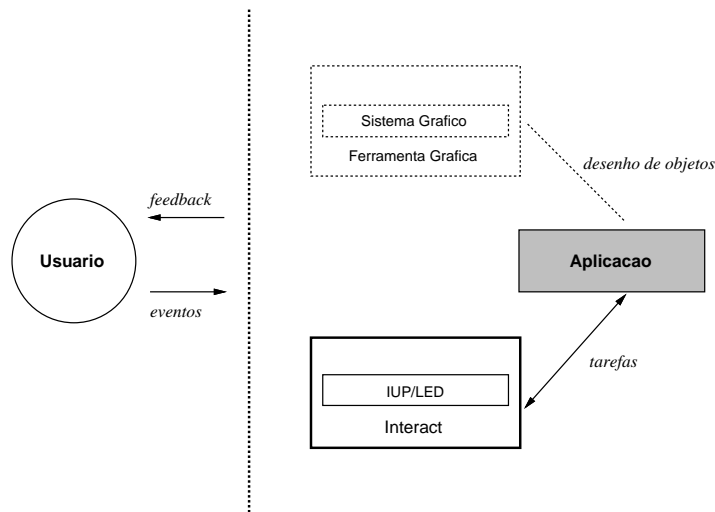 Sistema Grafico
Ferramenta Grafica
desenho de objetos
feedback
Usuario
Aplicacao
eventos
tarefas
IUP/LED
Interact